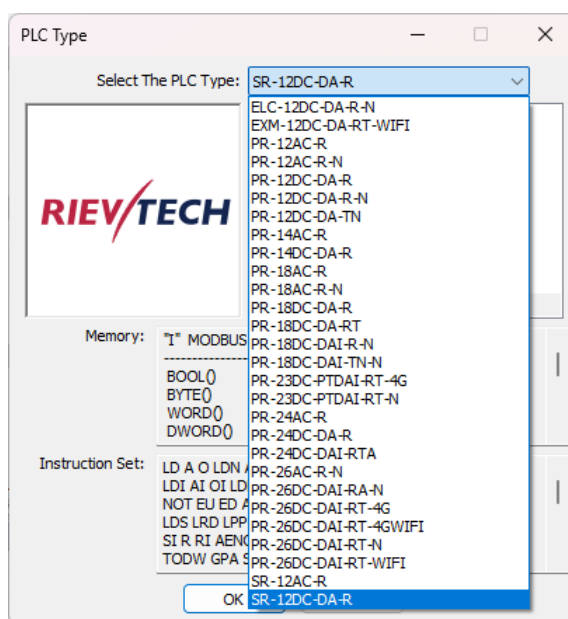 PLC Type
Select The PLC Type: SR-12DC-DA-R
ELC-12DC-DA-R-N
EXM-12DC-DA-RT-WIFI
PR-12AC-R
PR-12AC-R-N
PR-12DC-DA-R
PR-12DC-DA-R-N
PR-12DC-DA-TN
PR-14AC-R
PR-14DC-DA-R
PR-18AC-R
PR-18AC-R-N
PR-18DC-DA-R
PR-18DC-DA-RT
PR-18DC-DAI-R-N
PR-18DC-DAI-TN-N
PR-23DC-PTDAI-RT-4G
PR-23DC-PTDAI-RT-N
PR-24AC-R
PR-24DC-DA-R
PR-24DC-DAI-RTA
PR-26AC-R-N
PR-26DC-DAI-RA-N
PR-26DC-DAI-RT-4G
PR-26DC-DAI-RT-4GWIFI
PR-26DC-DAI-RT-N
PR-26DC-DAI-RT-WIFI
SR-12AC-R
SR-12DC-DA-R
RIEV/TECH
Memory:
"I" MODBUS
----------------
BOOL()
BYTE()
WORD()
DWORD()
Instruction Set:
LD A O LDN
LDI AI OI LD
NOT EU ED A
LDS LRD LPP
SI R RI AENO
TODW GPA S
OK